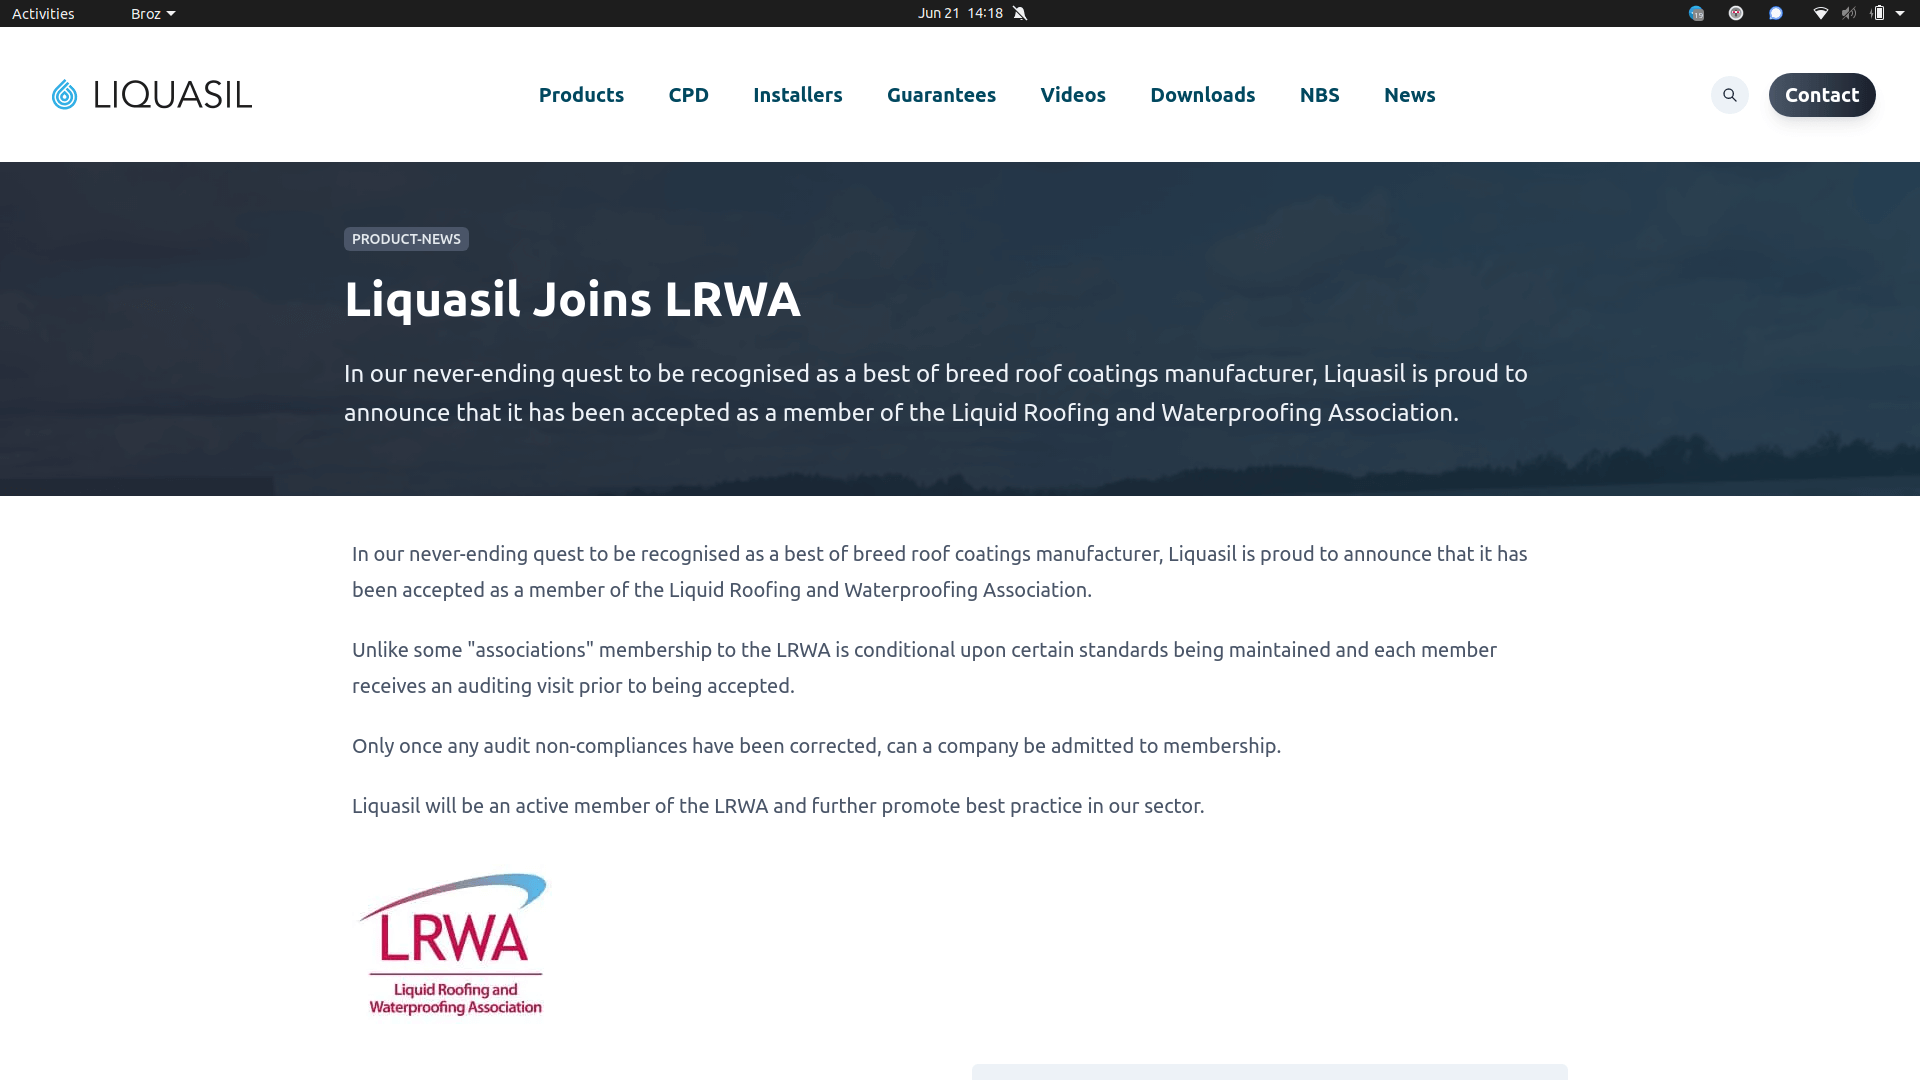 Activities Broz Jun 21 14:18 19
LIQUASIL Products CPD Installers Guarantees Videos Downloads NBS News Contact
PRODUCT-NEWS
Liquasil Joins LRWA
In our never-ending quest to be recognised as a best of breed roof coatings manufacturer, Liquasil is proud to
announce that it has been accepted as a member of the Liquid Roofing and Waterproofing Association.
In our never-ending quest to be recognised as a best of breed roof coatings manufacturer, Liquasil is proud to announce that it has
been accepted as a member of the Liquid Roofing and Waterproofing Association.
Unlike some "associations" membership to the LRWA is conditional upon certain standards being maintained and each member
receives an auditing visit prior to being accepted.
Only once any audit non-compliances have been corrected, can a company be admitted to membership.
Liquasil will be an active member of the LRWA and further promote best practice in our sector.
LRWA
Liquid Roofing and
Waterproofing Association